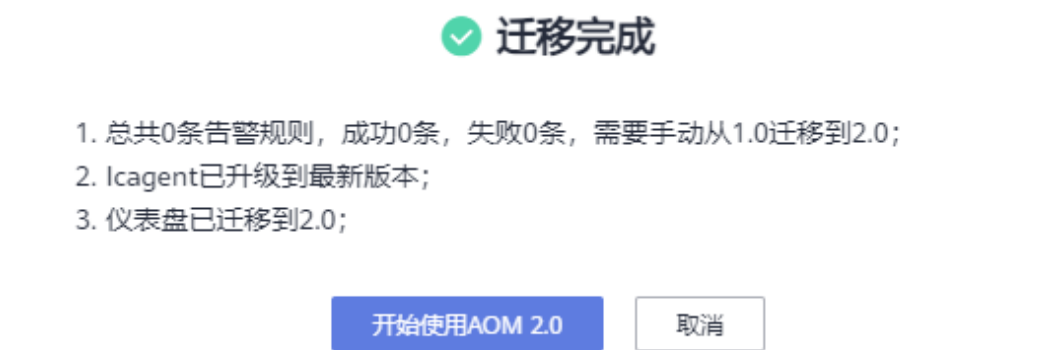 迁移完成
1. 总共0条告警规则，成功0条，失败0条，需要手动从1.0迁移到2.0；
2. Icagent已升级到最新版本；
3. 仪表盘已迁移到2.0；
开始使用AOM 2.0 取消